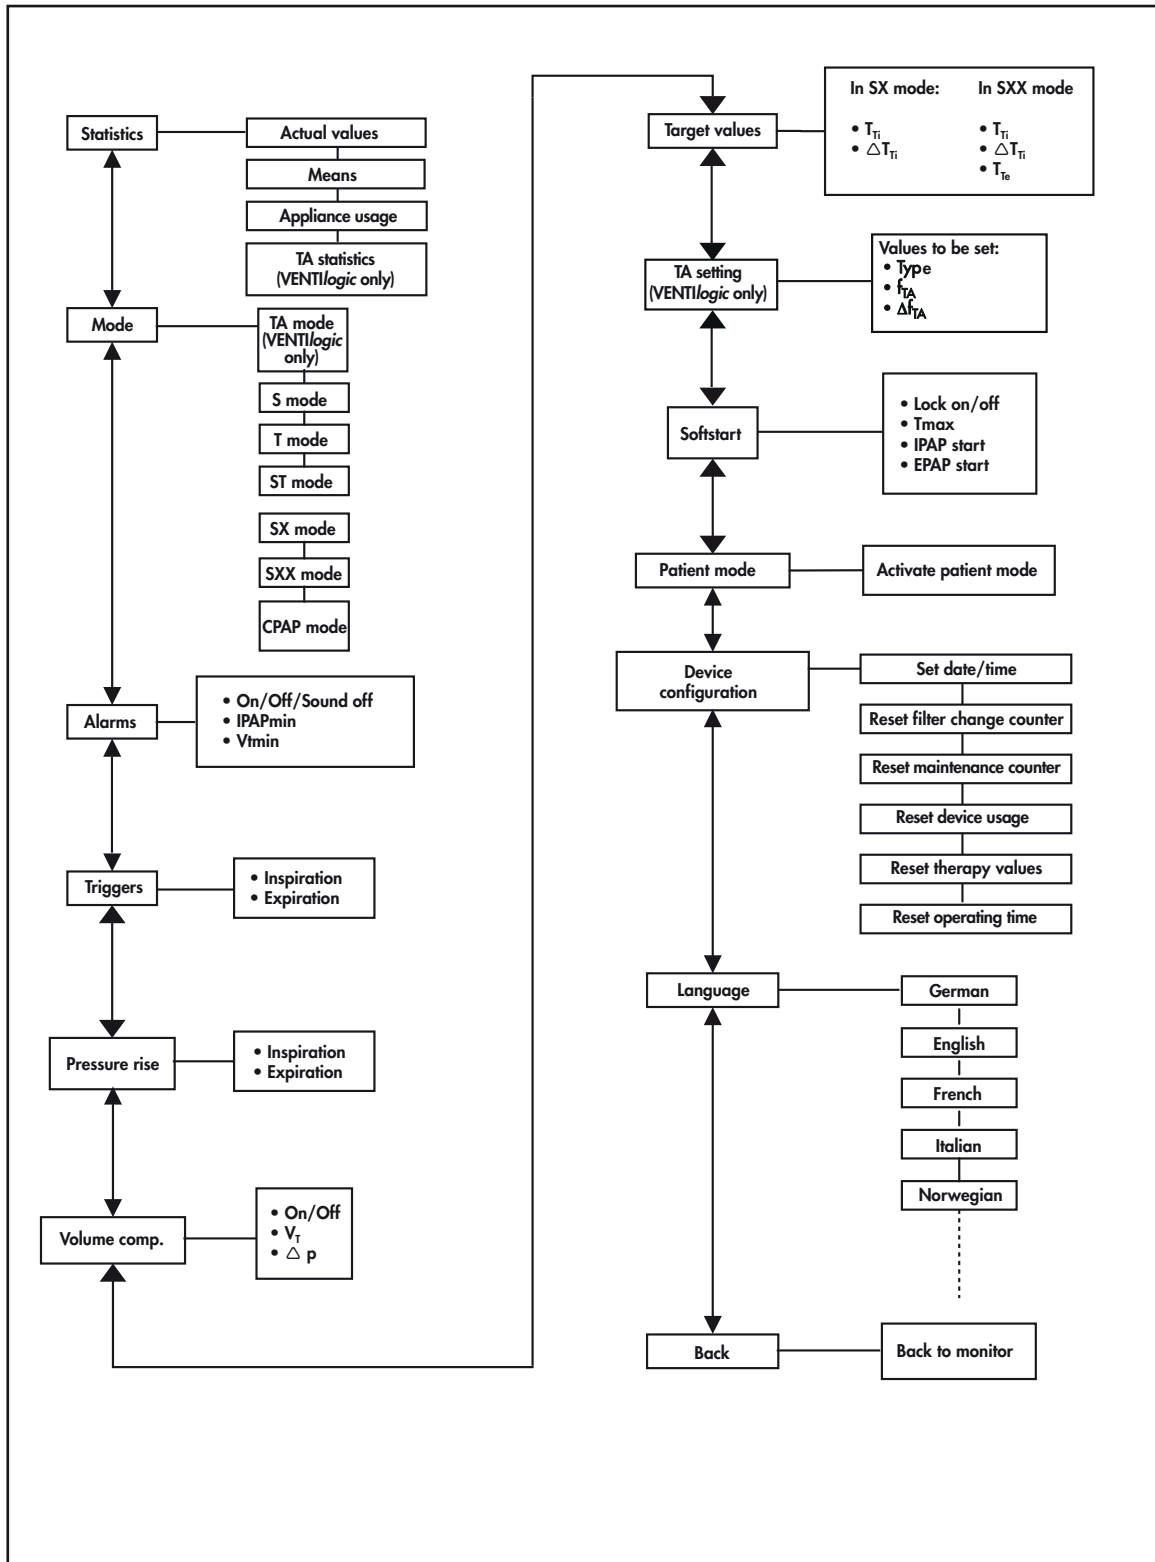 Statistics
Actual values
Means
Appliance usage
TA statistics
(VENTIlogic only)
Mode
TA mode
(VENTIlogic
only)
S mode
T mode
ST mode
SX mode
SXX mode
CPAP mode
Alarms
• On/Off/Sound off
• IPAPmin
• Vtmin
Triggers
• Inspiration
• Expiration
Pressure rise
• Inspiration
• Expiration
Volume comp.
• On/Off
• VT
• △ p
Target values
In SX mode:
• TTi
• △TTi
In SXX mode
• TTi
• △TTi
• TTe
TA setting
(VENTIlogic only)
Values to be set:
• Type
• fTA
• ΔfTA
Softstart
• Lock on/off
• Tmax
• IPAP start
• EPAP start
Patient mode
Activate patient mode
Device
configuration
Set date/time
Reset filter change counter
Reset maintenance counter
Reset device usage
Reset therapy values
Reset operating time
Language
German
English
French
Italian
Norwegian
Back
Back to monitor